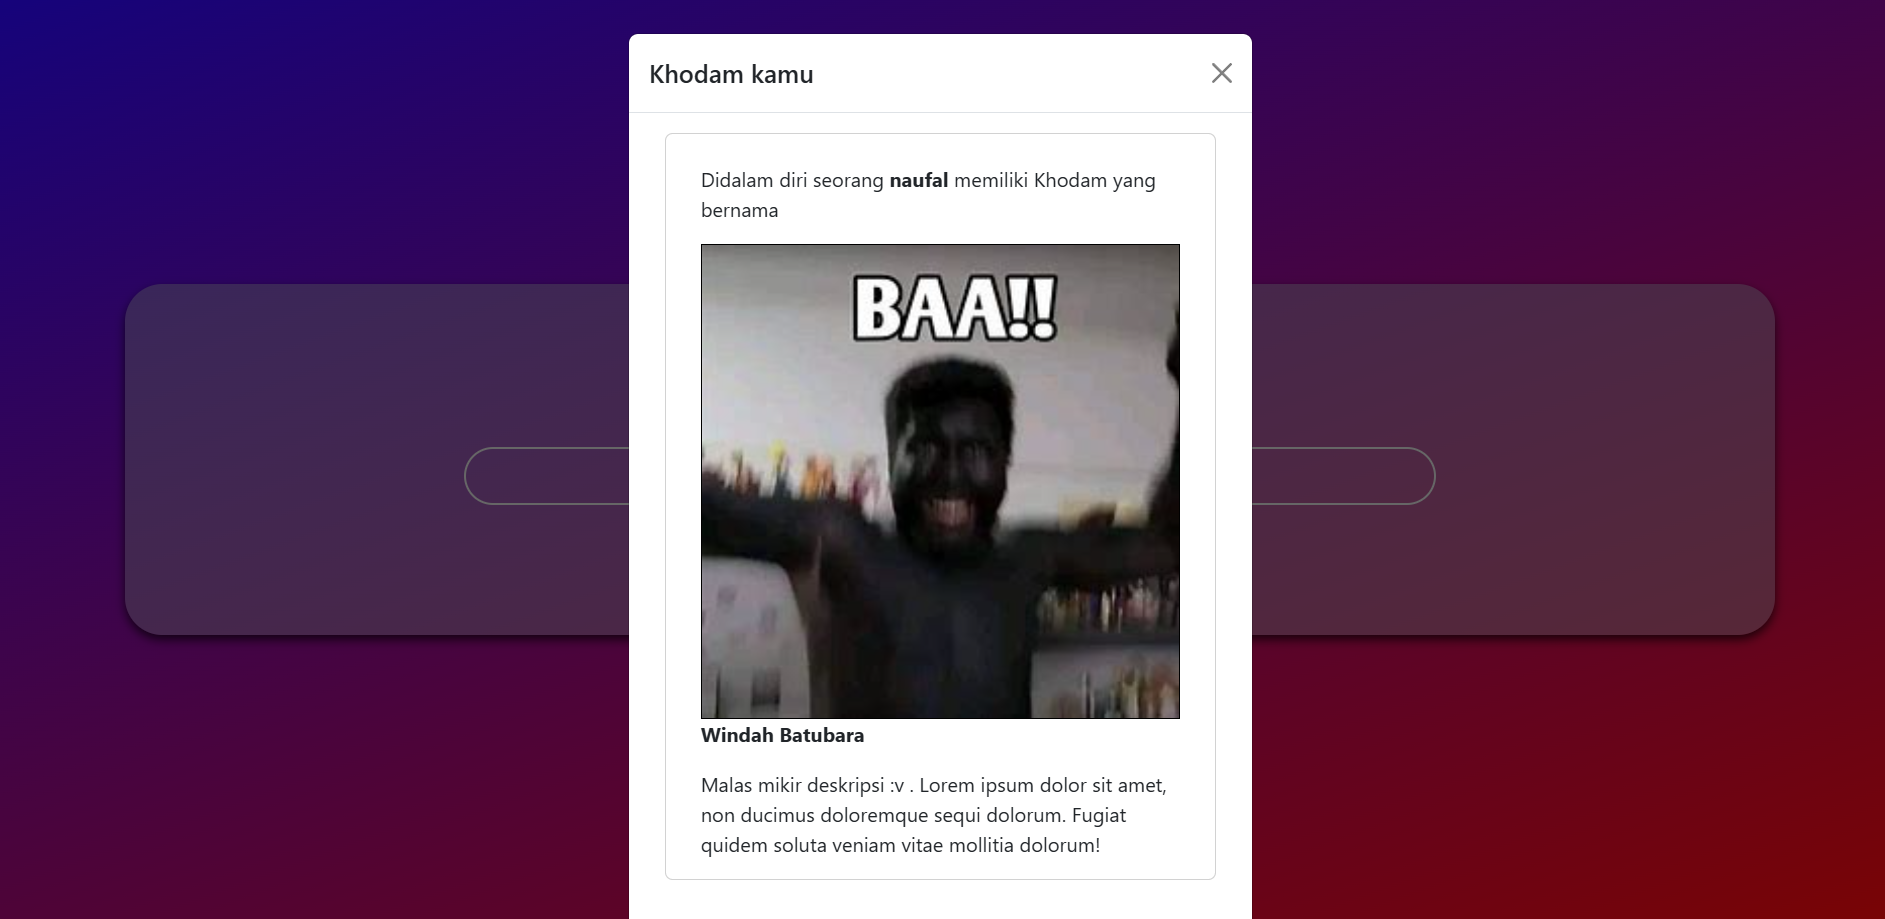 Khodam kamu
Didalam diri seorang naufal memiliki Khodam yang
bernama
BAA!!
Windah Batubara
Malas mikir deskripsi :v . Lorem ipsum dolor sit amet,
non ducimus doloremque sequi dolorum. Fugiat
quidem soluta veniam vitae mollitia dolorum!